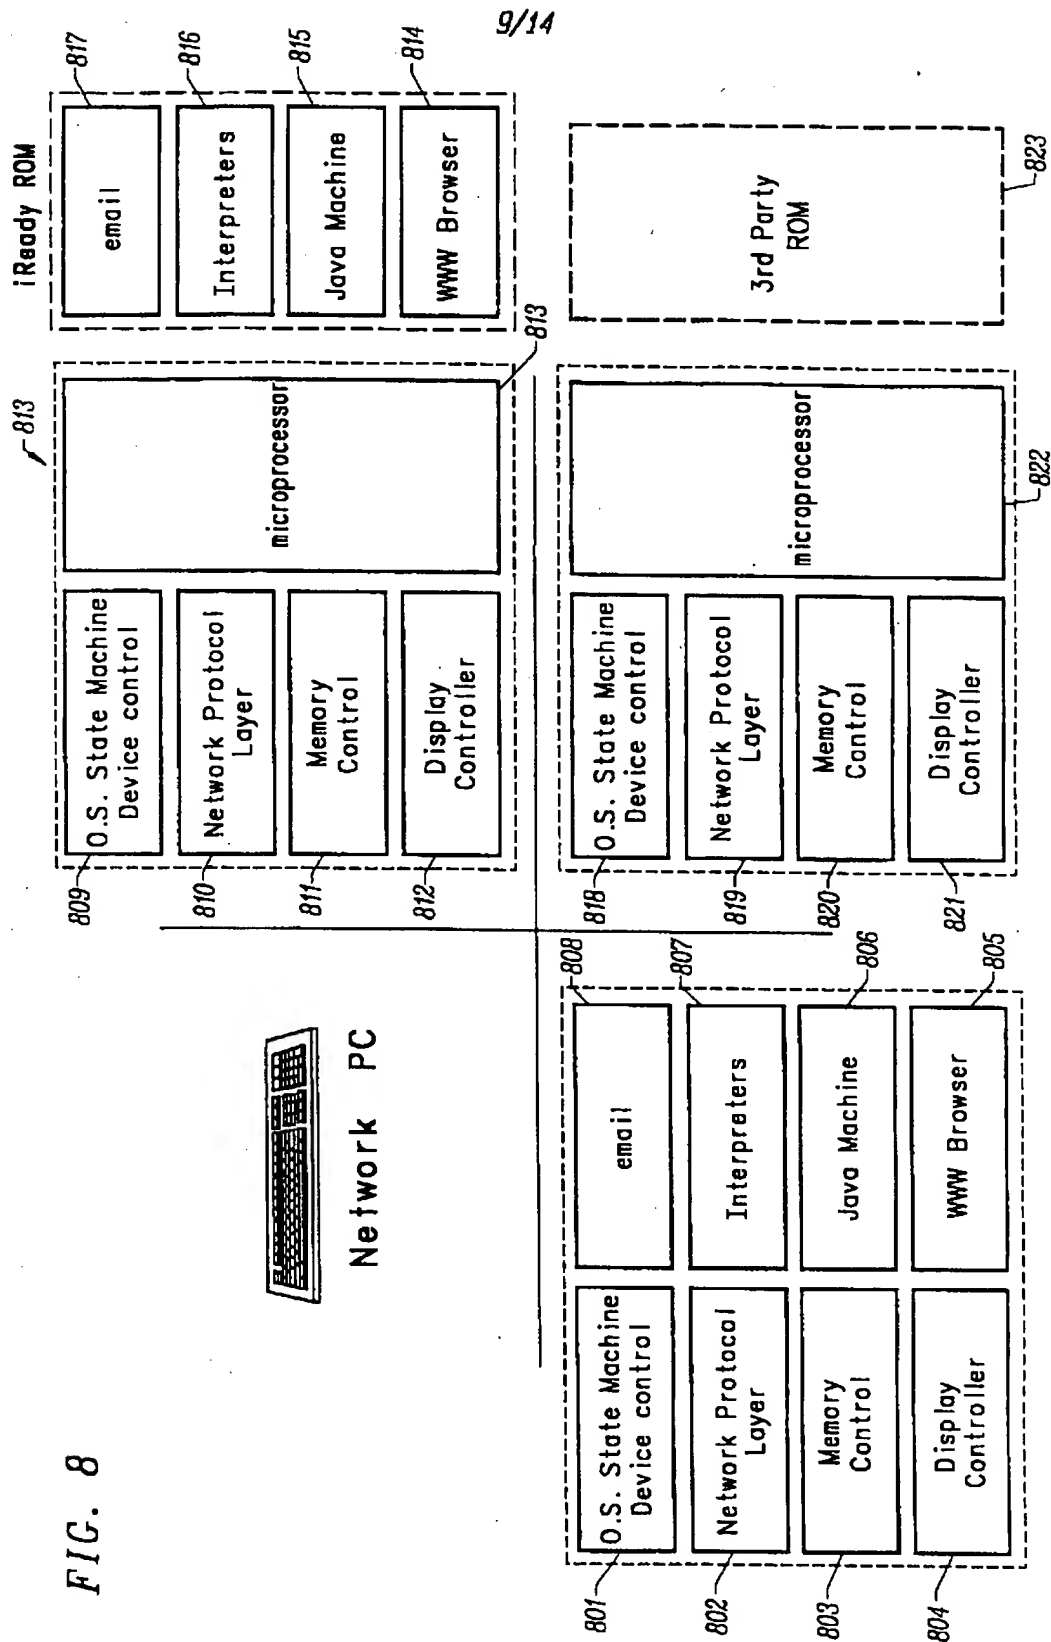 9/14
FIG. 8
Network PC
813
iReady ROM
809
O.S. State Machine
Device control
810
Network Protocol
Layer
811
Memory
Control
812
Display
Controller
microprocessor
813
email
817
Interpreters
816
Java Machine
815
WWW Browser
814
801
O.S. State Machine
Device control
802
Network Protocol
Layer
803
Memory
Control
804
Display
Controller
email
808
Interpreters
807
Java Machine
806
WWW Browser
805
818
O.S. State Machine
Device control
819
Network Protocol
Layer
820
Memory
Control
821
Display
Controller
microprocessor
822
3rd Party
ROM
823